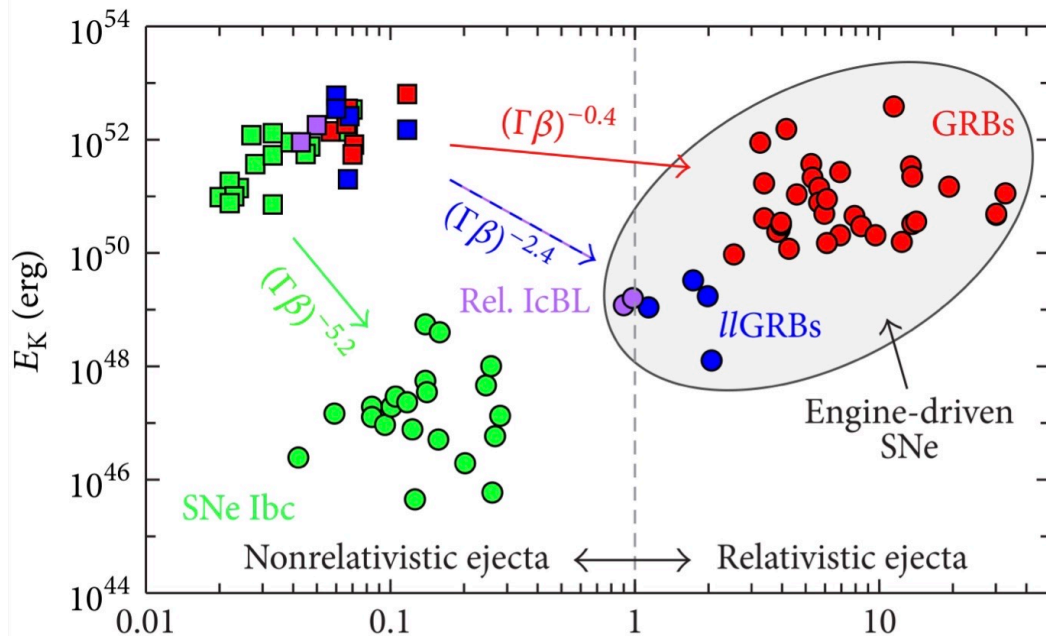 10^54
10^52
10^50
10^48
10^46
10^44
E_K (erg)
(Γβ)^−0.4
GRBs
(Γβ)^−2.4
(Γβ)^−5.2
Rel. IcBL
llGRBs
Engine-driven
SNe
SNe Ibc
Nonrelativistic ejecta
Relativistic ejecta
0.01
0.1
1
10